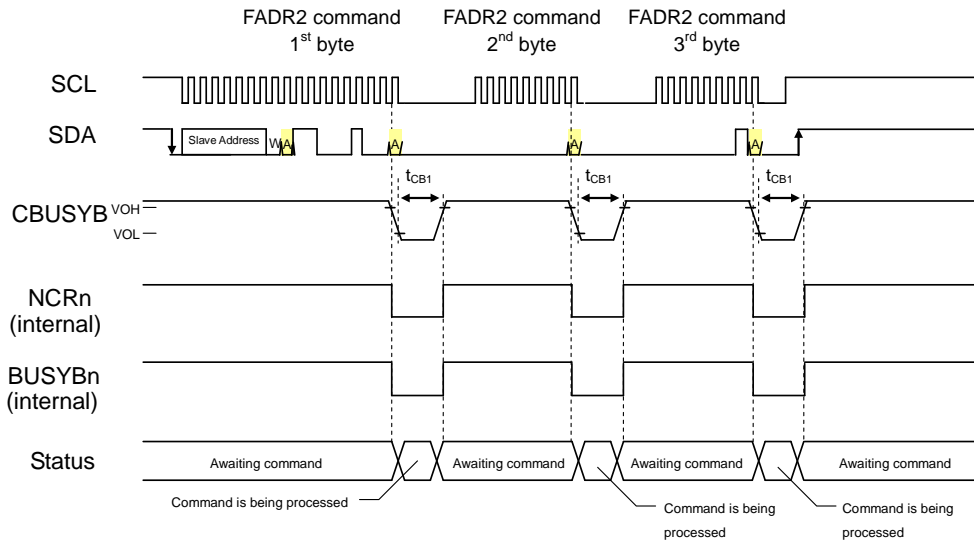 FADR2 command
1st byte
FADR2 command
2nd byte
FADR2 command
3rd byte
SCL
SDA
Slave Address
W
A
A
A
A
tCB1
tCB1
tCB1
CBUSYB
VOH
VOL
NCRn
(internal)
BUSYBn
(internal)
Status
Awaiting command
Awaiting command
Awaiting command
Awaiting command
Command is being processed
Command is being
processed
Command is being
processed